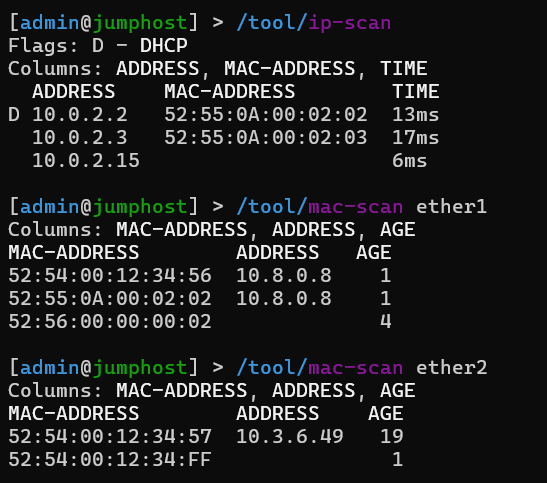 [admin@jumphost] > /tool/ip-scan
Flags: D - DHCP
Columns: ADDRESS, MAC-ADDRESS, TIME
  ADDRESS    MAC-ADDRESS        TIME
D 10.0.2.2   52:55:0A:00:02:02  13ms
  10.0.2.3   52:55:0A:00:02:03  17ms
  10.0.2.15                     6ms
[admin@jumphost] > /tool/mac-scan ether1
Columns: MAC-ADDRESS, ADDRESS, AGE
MAC-ADDRESS        ADDRESS   AGE
52:54:00:12:34:56  10.8.0.8    1
52:55:0A:00:02:02  10.8.0.8    1
52:56:00:00:00:02              4
[admin@jumphost] > /tool/mac-scan ether2
Columns: MAC-ADDRESS, ADDRESS, AGE
MAC-ADDRESS        ADDRESS    AGE
52:54:00:12:34:57  10.3.6.49   19
52:54:00:12:34:FF               1